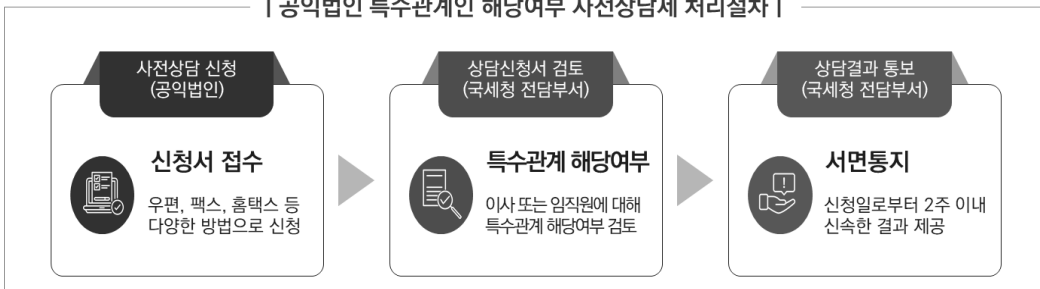 | 공익법인 특수관계인 해당여부 사전상담제 처리절차 |
사전상담 신청
(공익법인)
신청서 접수
우편, 팩스, 홈택스 등
다양한 방법으로 신청
상담신청서 검토
(국세청 전담부서)
특수관계 해당여부
이사 또는 임직원에 대해
특수관계 해당여부 검토
상담결과 통보
(국세청 전담부서)
서면통지
신청일로부터 2주 이내
신속한 결과 제공